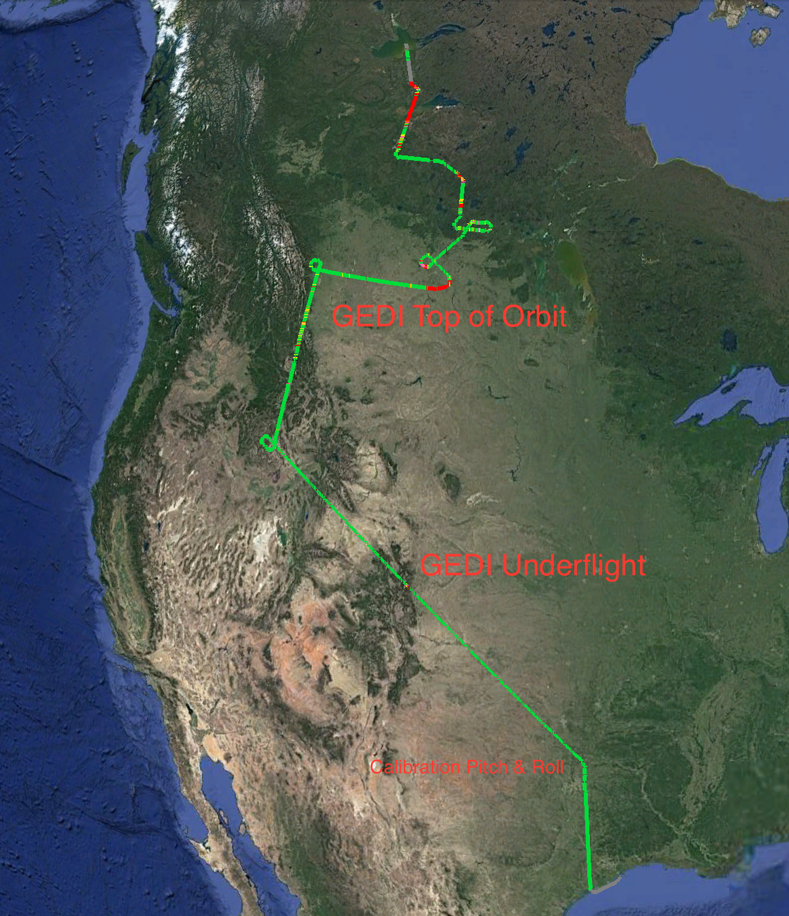 GEDI Top of Orbit
GEDI Underflight
Calibration Pitch & Roll